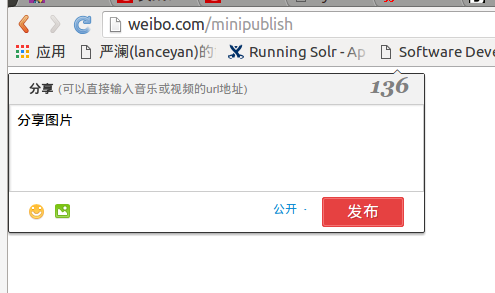 weibo.com/minipublish
应用 严澜(lanceyan)的 Running Solr - Ap Software Deve
分享 (可以直接输入音乐或视频的url地址) 136
分享图片
公开
发布